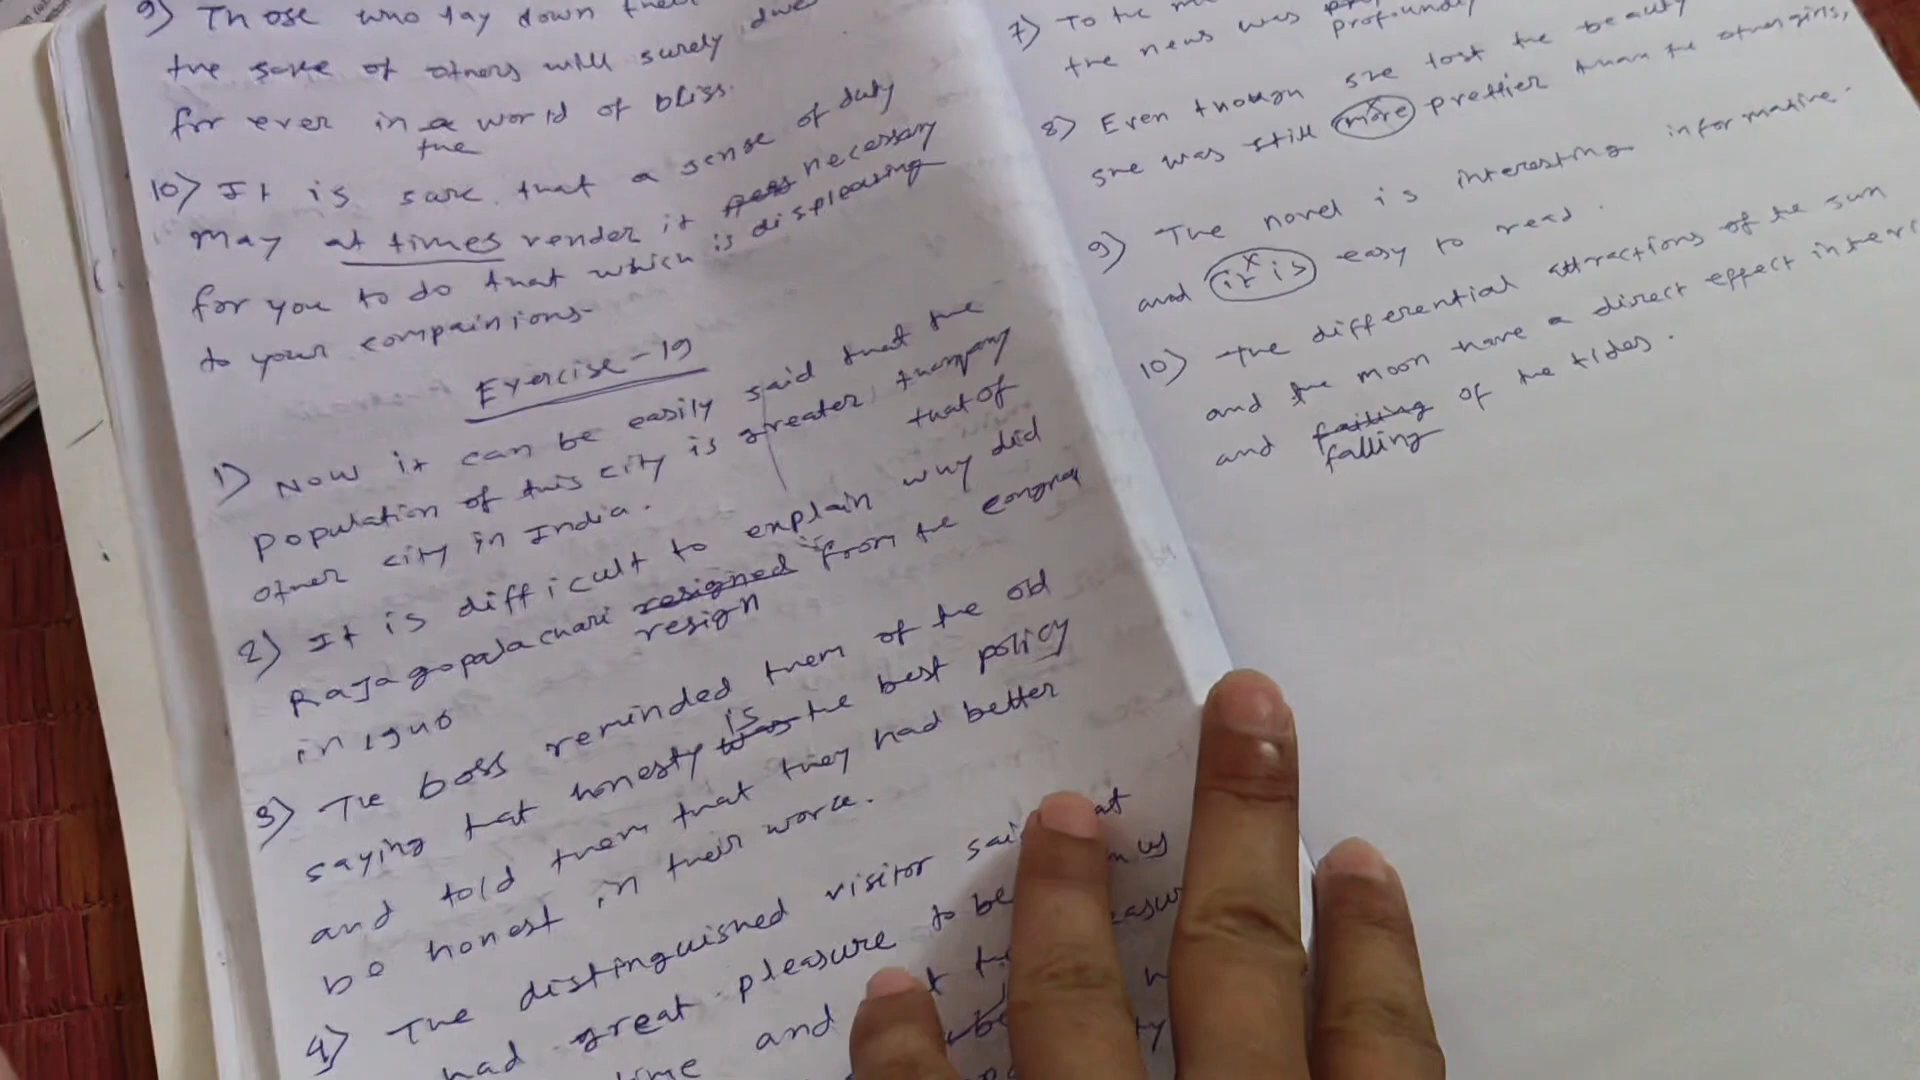 9) Those who lay down their
the sake of others will surely
for ever in a world of bliss.
the
10) It is sare that a sense of duty
may at times render it necessary
for you to do that which is displeasing
to your compainions.
Exercise-19
1) Now it can be easily said that the
population of this city is greater than any
that of
other city in India.
2) It is difficult to explain why did
Rajagopalachari resigned from the congress
resign
in 1940
3) The boss reminded them of the old
is
saying that honesty was the best policy
and told them that they had better
be honest in their work.
4) The distinguished visitor said
had great pleasure to be
and
7) To the
the news was
profoundly
8) Even though she lost the beauty
she was still more prettier than the other girls,
9) The novel is interesting informative.
and it is easy to read.
10) The differential attractions of the sun
and the moon have a direct effect in the
and falling of the tides.
falling